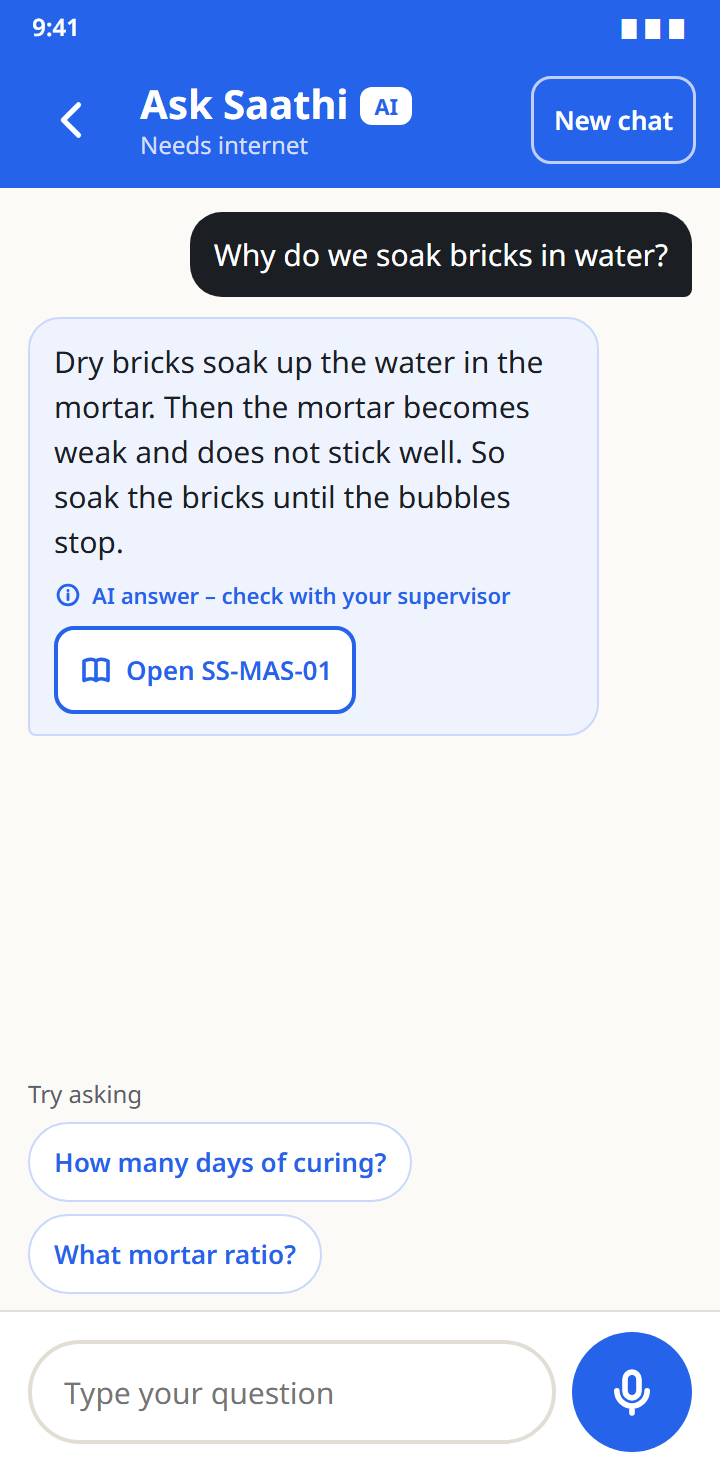 9:41
Ask Saathi AI
Needs internet
New chat
Why do we soak bricks in water?
Dry bricks soak up the water in the
mortar. Then the mortar becomes
weak and does not stick well. So
soak the bricks until the bubbles
stop.
AI answer – check with your supervisor
Open SS-MAS-01
Try asking
How many days of curing?
What mortar ratio?
Type your question